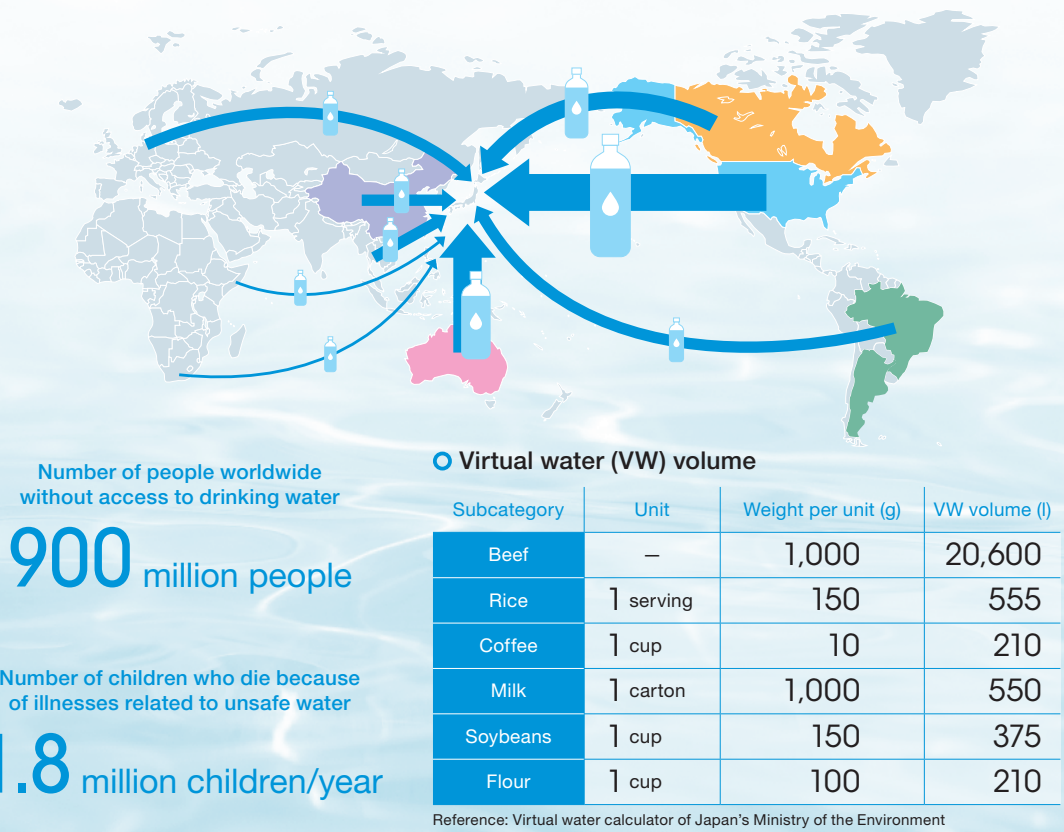 Number of people worldwide
without access to drinking water
900 million people
Number of children who die because
of illnesses related to unsafe water
1.8 million children/year
Virtual water (VW) volume
Subcategory Unit Weight per unit (g) VW volume (l)
Beef – 1,000 20,600
Rice 1 serving 150 555
Coffee 1 cup 10 210
Milk 1 carton 1,000 550
Soybeans 1 cup 150 375
Flour 1 cup 100 210
Reference: Virtual water calculator of Japan's Ministry of the Environment